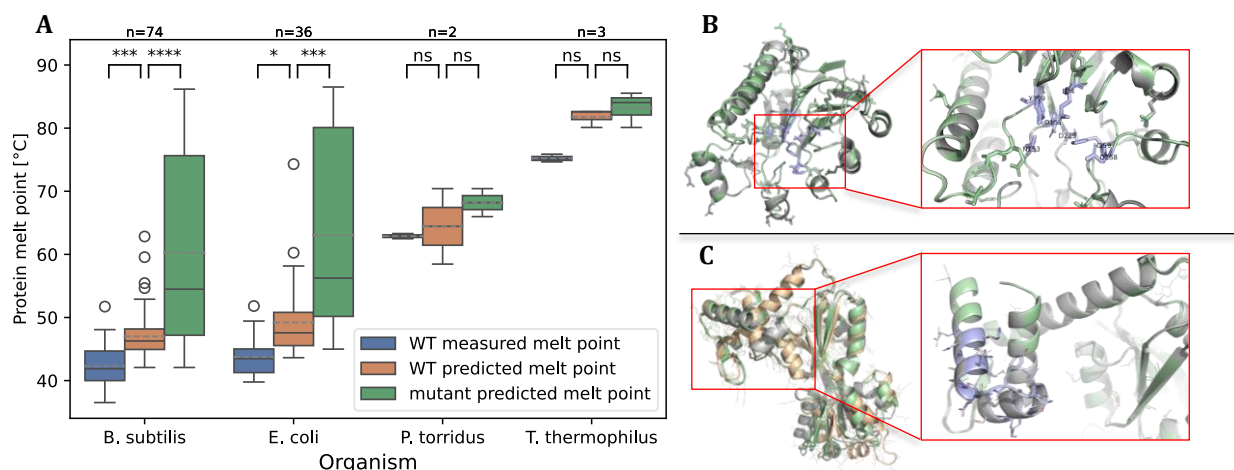 A
n=74
n=36
n=2
n=3
*** ****
* ***
ns ns
ns ns
90
80
70
60
50
40
Protein melt point [°C]
WT measured melt point
WT predicted melt point
mutant predicted melt point
B. subtilis
E. coli
P. torridus
T. thermophilus
Organism
B
D229
C